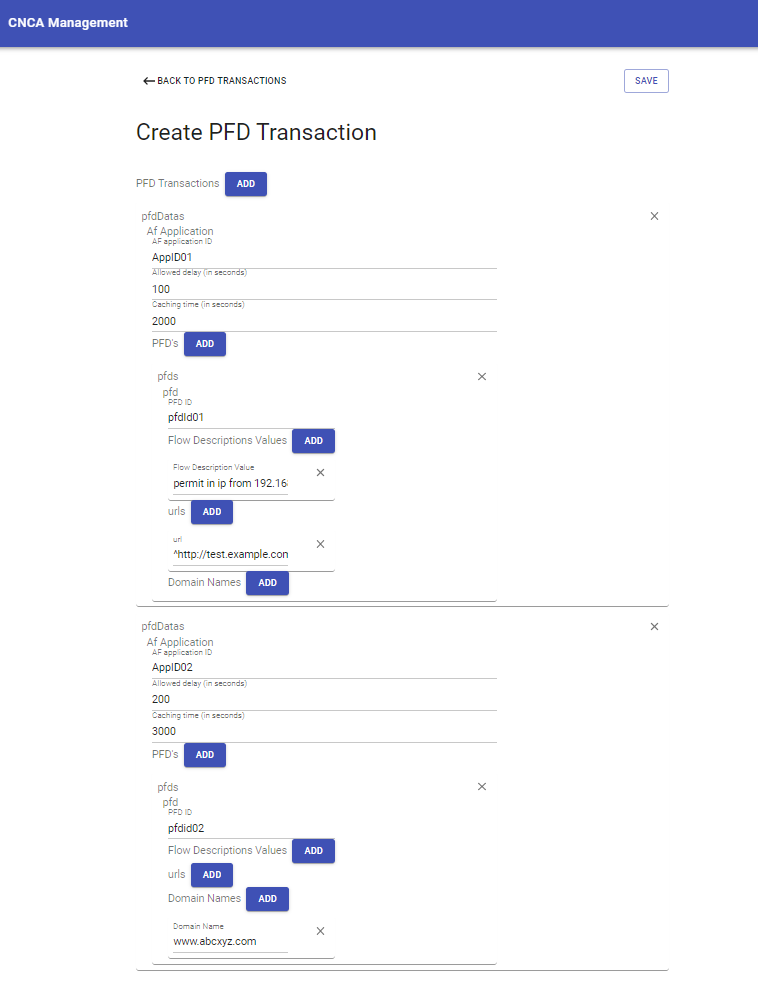 CNCA Management
BACK TO PFD TRANSACTIONS
SAVE
Create PFD Transaction
PFD Transactions ADD
pfdDatas
Af Application
AF application ID
AppID01
Allowed delay (in seconds)
100
Caching time (in seconds)
2000
PFD's ADD
pfds
pfd
PFD ID
pfdId01
Flow Descriptions Values ADD
Flow Description Value
permit in ip from 192.16
urls ADD
url
^http://test.example.con
Domain Names ADD
pfdDatas
Af Application
AF application ID
AppID02
Allowed delay (in seconds)
200
Caching time (in seconds)
3000
PFD's ADD
pfds
pfd
PFD ID
pfdid02
Flow Descriptions Values ADD
urls ADD
Domain Names ADD
Domain Name
www.abcxyz.com